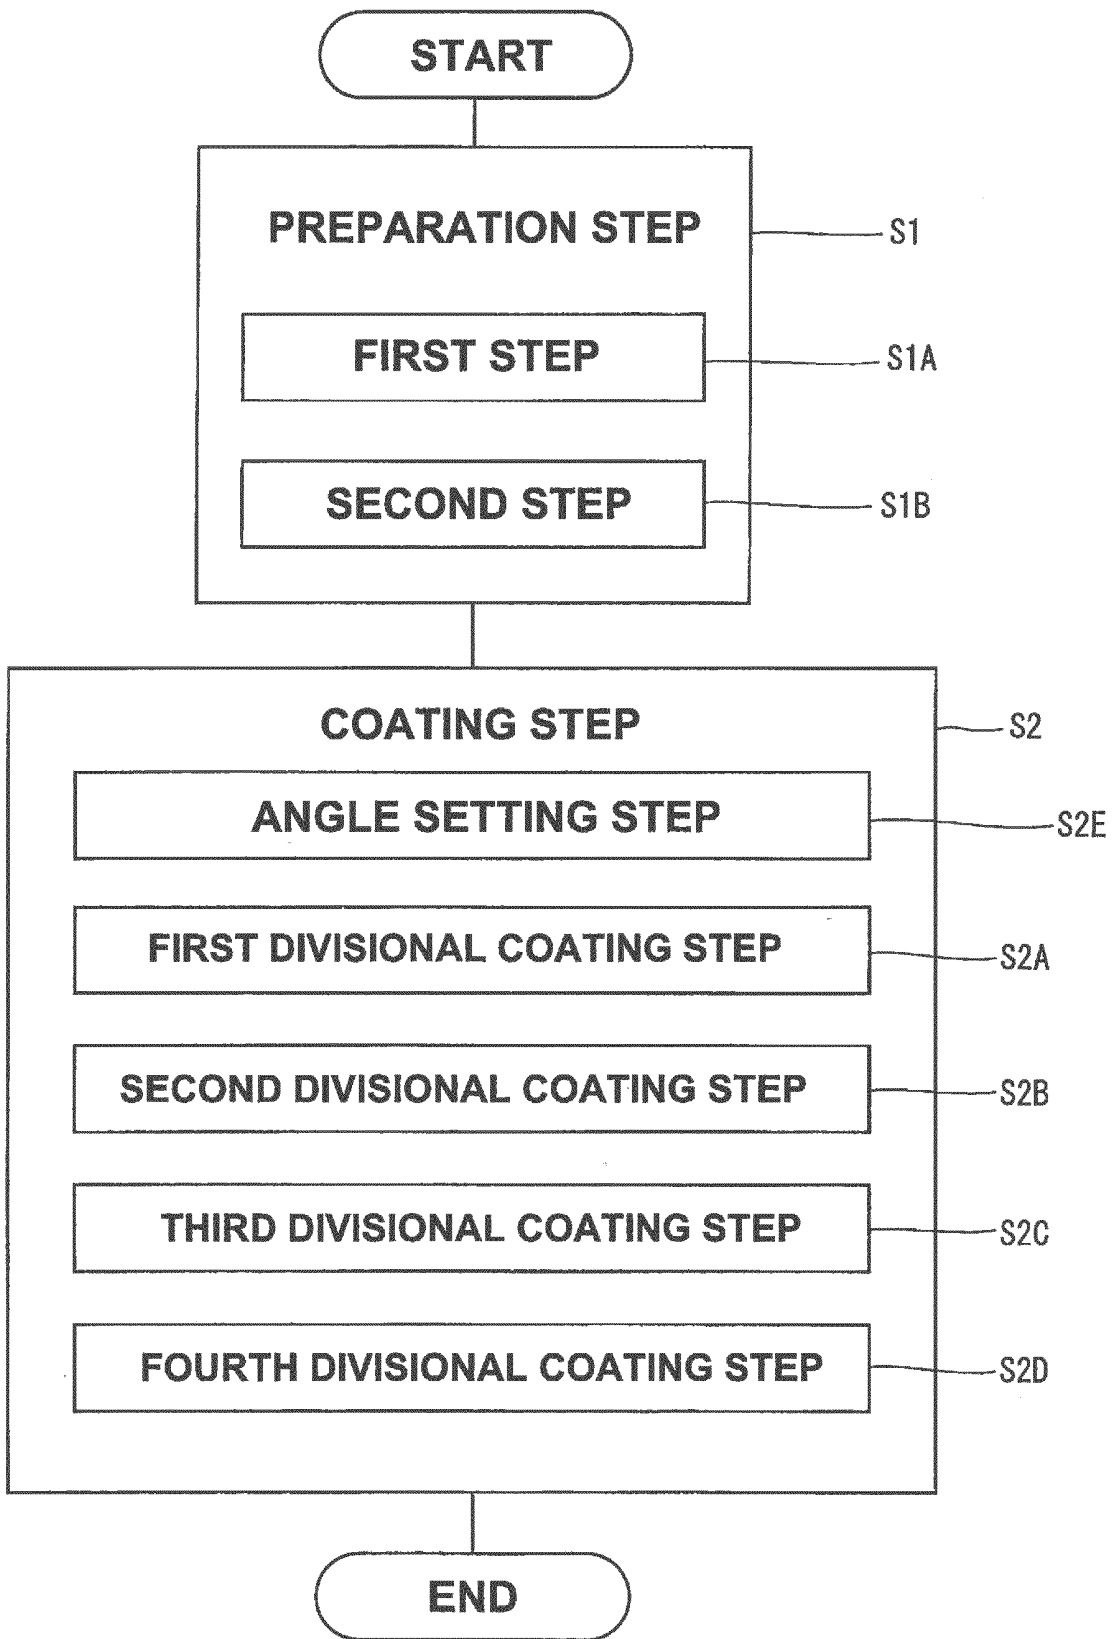 START
PREPARATION STEP
S1
FIRST STEP
S1A
SECOND STEP
S1B
COATING STEP
S2
ANGLE SETTING STEP
S2E
FIRST DIVISIONAL COATING STEP
S2A
SECOND DIVISIONAL COATING STEP
S2B
THIRD DIVISIONAL COATING STEP
S2C
FOURTH DIVISIONAL COATING STEP
S2D
END